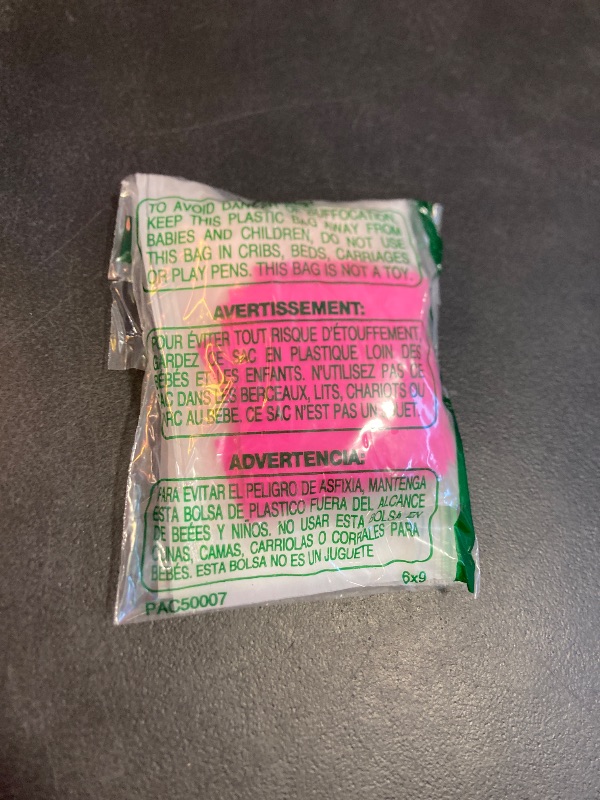 TO AVOID DANGER SUFFOCATION,
KEEP THIS PLASTIC BAG AWAY FROM
BABIES AND CHILDREN, DO NOT USE
THIS BAG IN CRIBS, BEDS, CARRIAGES
OR PLAY PENS. THIS BAG IS NOT A TOY.
AVERTISSEMENT:
POUR ÉVITER TOUT RISQUE D'ÉTOUFFEMENT,
GARDEZ CE SAC EN PLASTIQUE LOIN DES
BÉBÉS ET DES ENFANTS. N'UTILISEZ PAS CE
SAC DANS LES BERCEAUX, LITS, CHARIOTS OU
PARC AU BEBE. CE SAC N'EST PAS UN JOUET.
ADVERTENCIA:
PARA EVITAR EL PELIGRO DE ASFIXIA, MANTENGA
ESTA BOLSA DE PLASTICO FUERA DEL ALCANCE
DE BEÉES Y NIÑOS. NO USAR ESTA BOLSA EN
CUNAS, CAMAS, CARRIOLAS O CORRALES PARA
BEBÉS. ESTA BOLSA NO ES UN JUGUETE
6x9
PAC50007